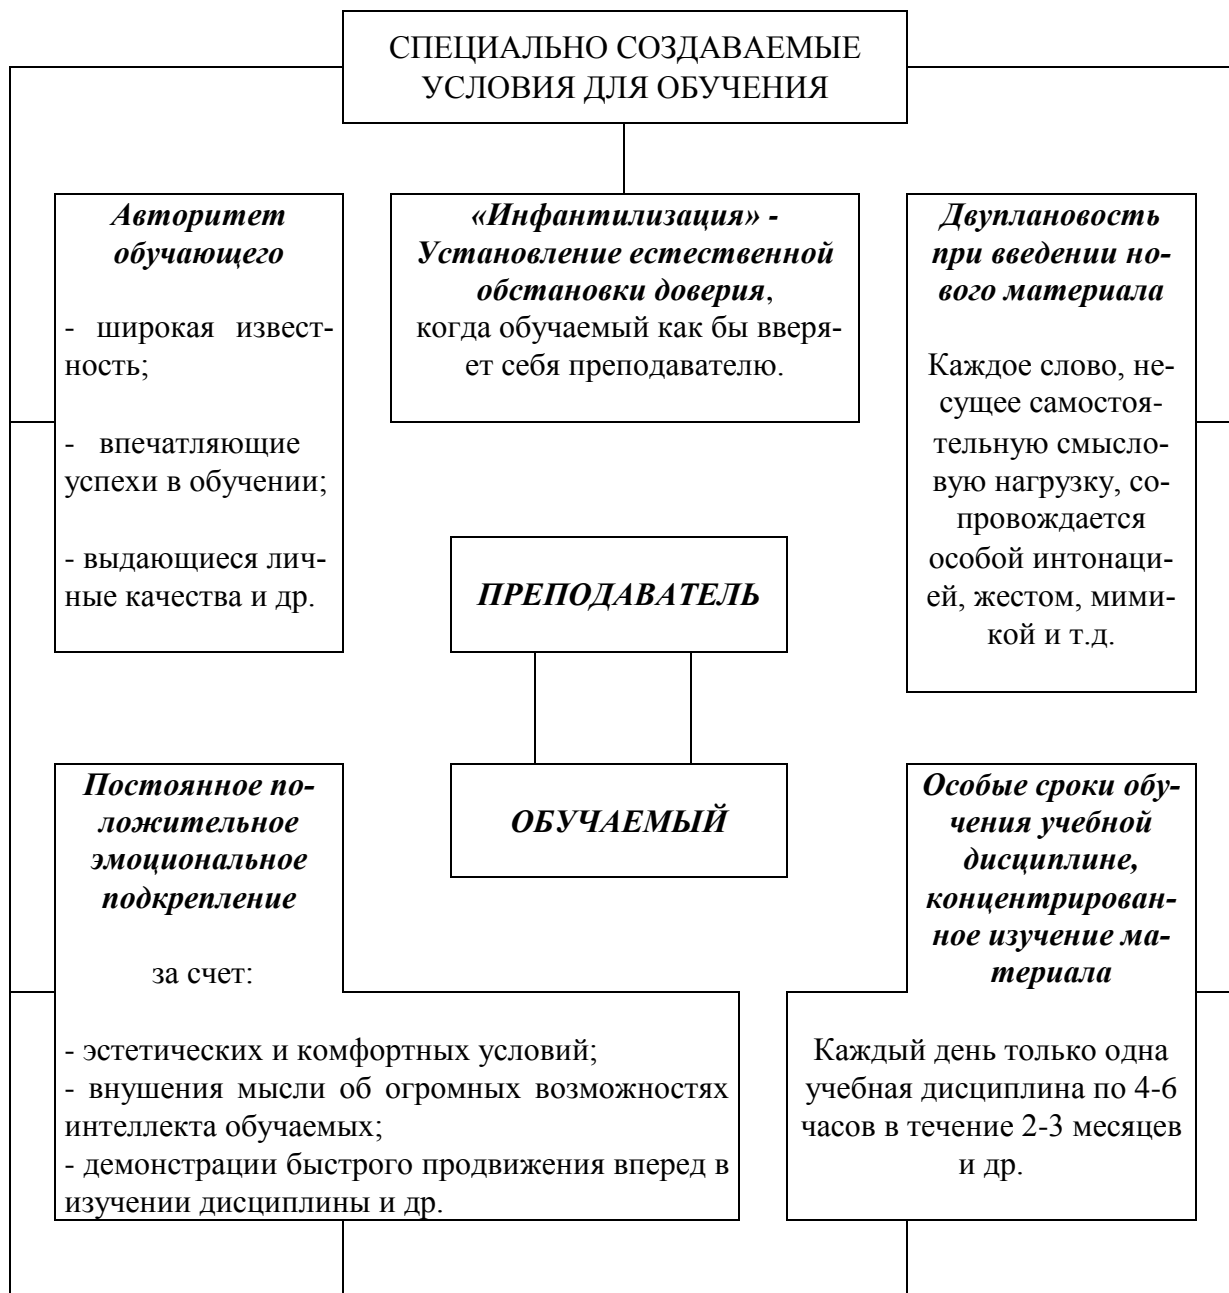 СПЕЦИАЛЬНО СОЗДАВАЕМЫЕ
УСЛОВИЯ ДЛЯ ОБУЧЕНИЯ
Авторитет
обучающего
- широкая извест-
ность;
- впечатляющие
успехи в обучении;
- выдающиеся лич-
ные качества и др.
«Инфантилизация» -
Установление естественной
обстановки доверия,
когда обучаемый как бы вверя-
ет себя преподавателю.
Двуплановость
при введении но-
вого материала
Каждое слово, не-
сущее самостоя-
тельную смысло-
вую нагрузку, со-
провождается
особой интонаци-
ей, жестом, мими-
кой и т.д.
ПРЕПОДАВАТЕЛЬ
ОБУЧАЕМЫЙ
Постоянное по-
ложительное
эмоциональное
подкрепление
за счет:
- эстетических и комфортных условий;
- внушения мысли об огромных возможностях
интеллекта обучаемых;
- демонстрации быстрого продвижения вперед в
изучении дисциплины и др.
Особые сроки обу-
чения учебной
дисциплине,
концентрирован-
ное изучение ма-
териала
Каждый день только одна
учебная дисциплина по 4-6
часов в течение 2-3 месяцев
и др.